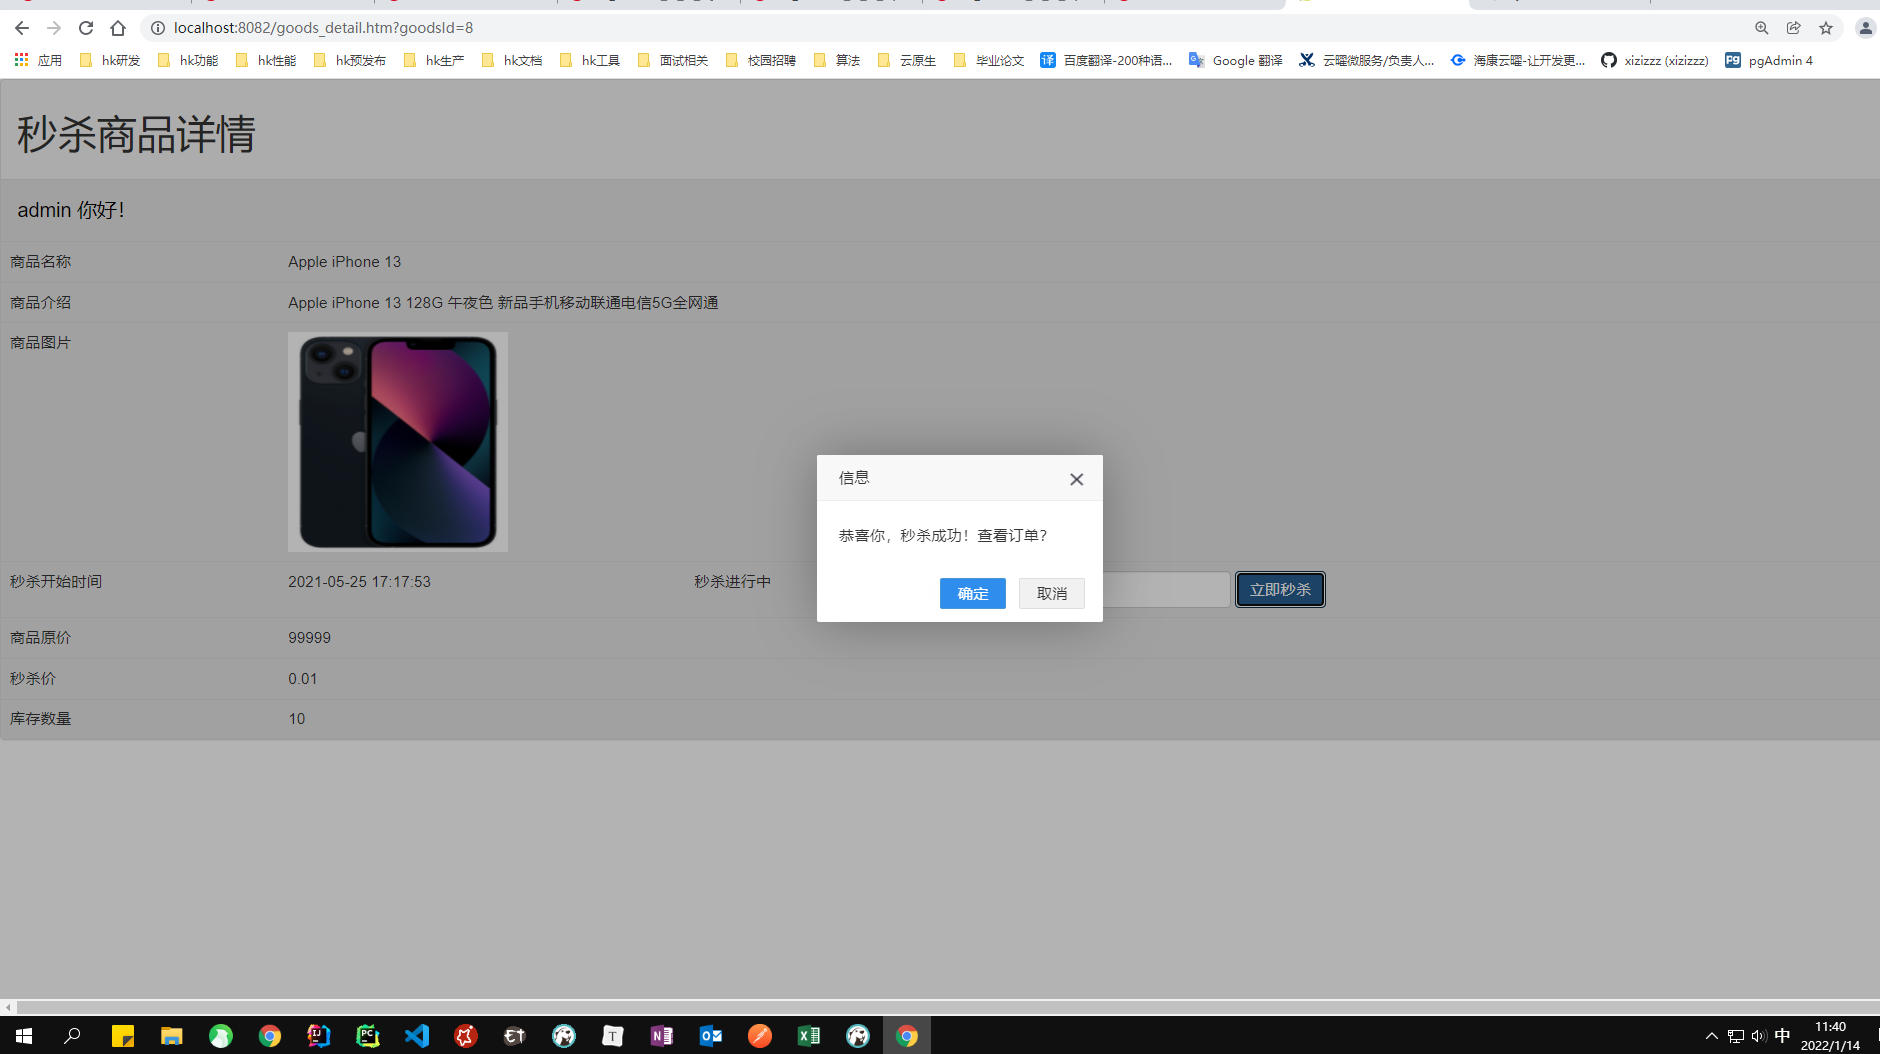 localhost:8082/goods_detail.htm?goodsId=8
应用 hk研发 hk功能 hk性能 hk预发布 hk生产 hk文档 hk工具 面试相关 校园招聘 算法 云原生 毕业论文 百度翻译-200种语... Google 翻译 云曜微服务/负责人... 海康云曜-让开发更... xizizzz (xizizzz) pgAdmin 4
秒杀商品详情
admin 你好！
商品名称 Apple iPhone 13
商品介绍 Apple iPhone 13 128G 午夜色 新品手机移动联通电信5G全网通
商品图片
信息
恭喜你，秒杀成功！查看订单？
确定 取消
秒杀开始时间 2021-05-25 17:17:53 秒杀进行中 立即秒杀
商品原价 99999
秒杀价 0.01
库存数量 10
中 11:40
2022/1/14